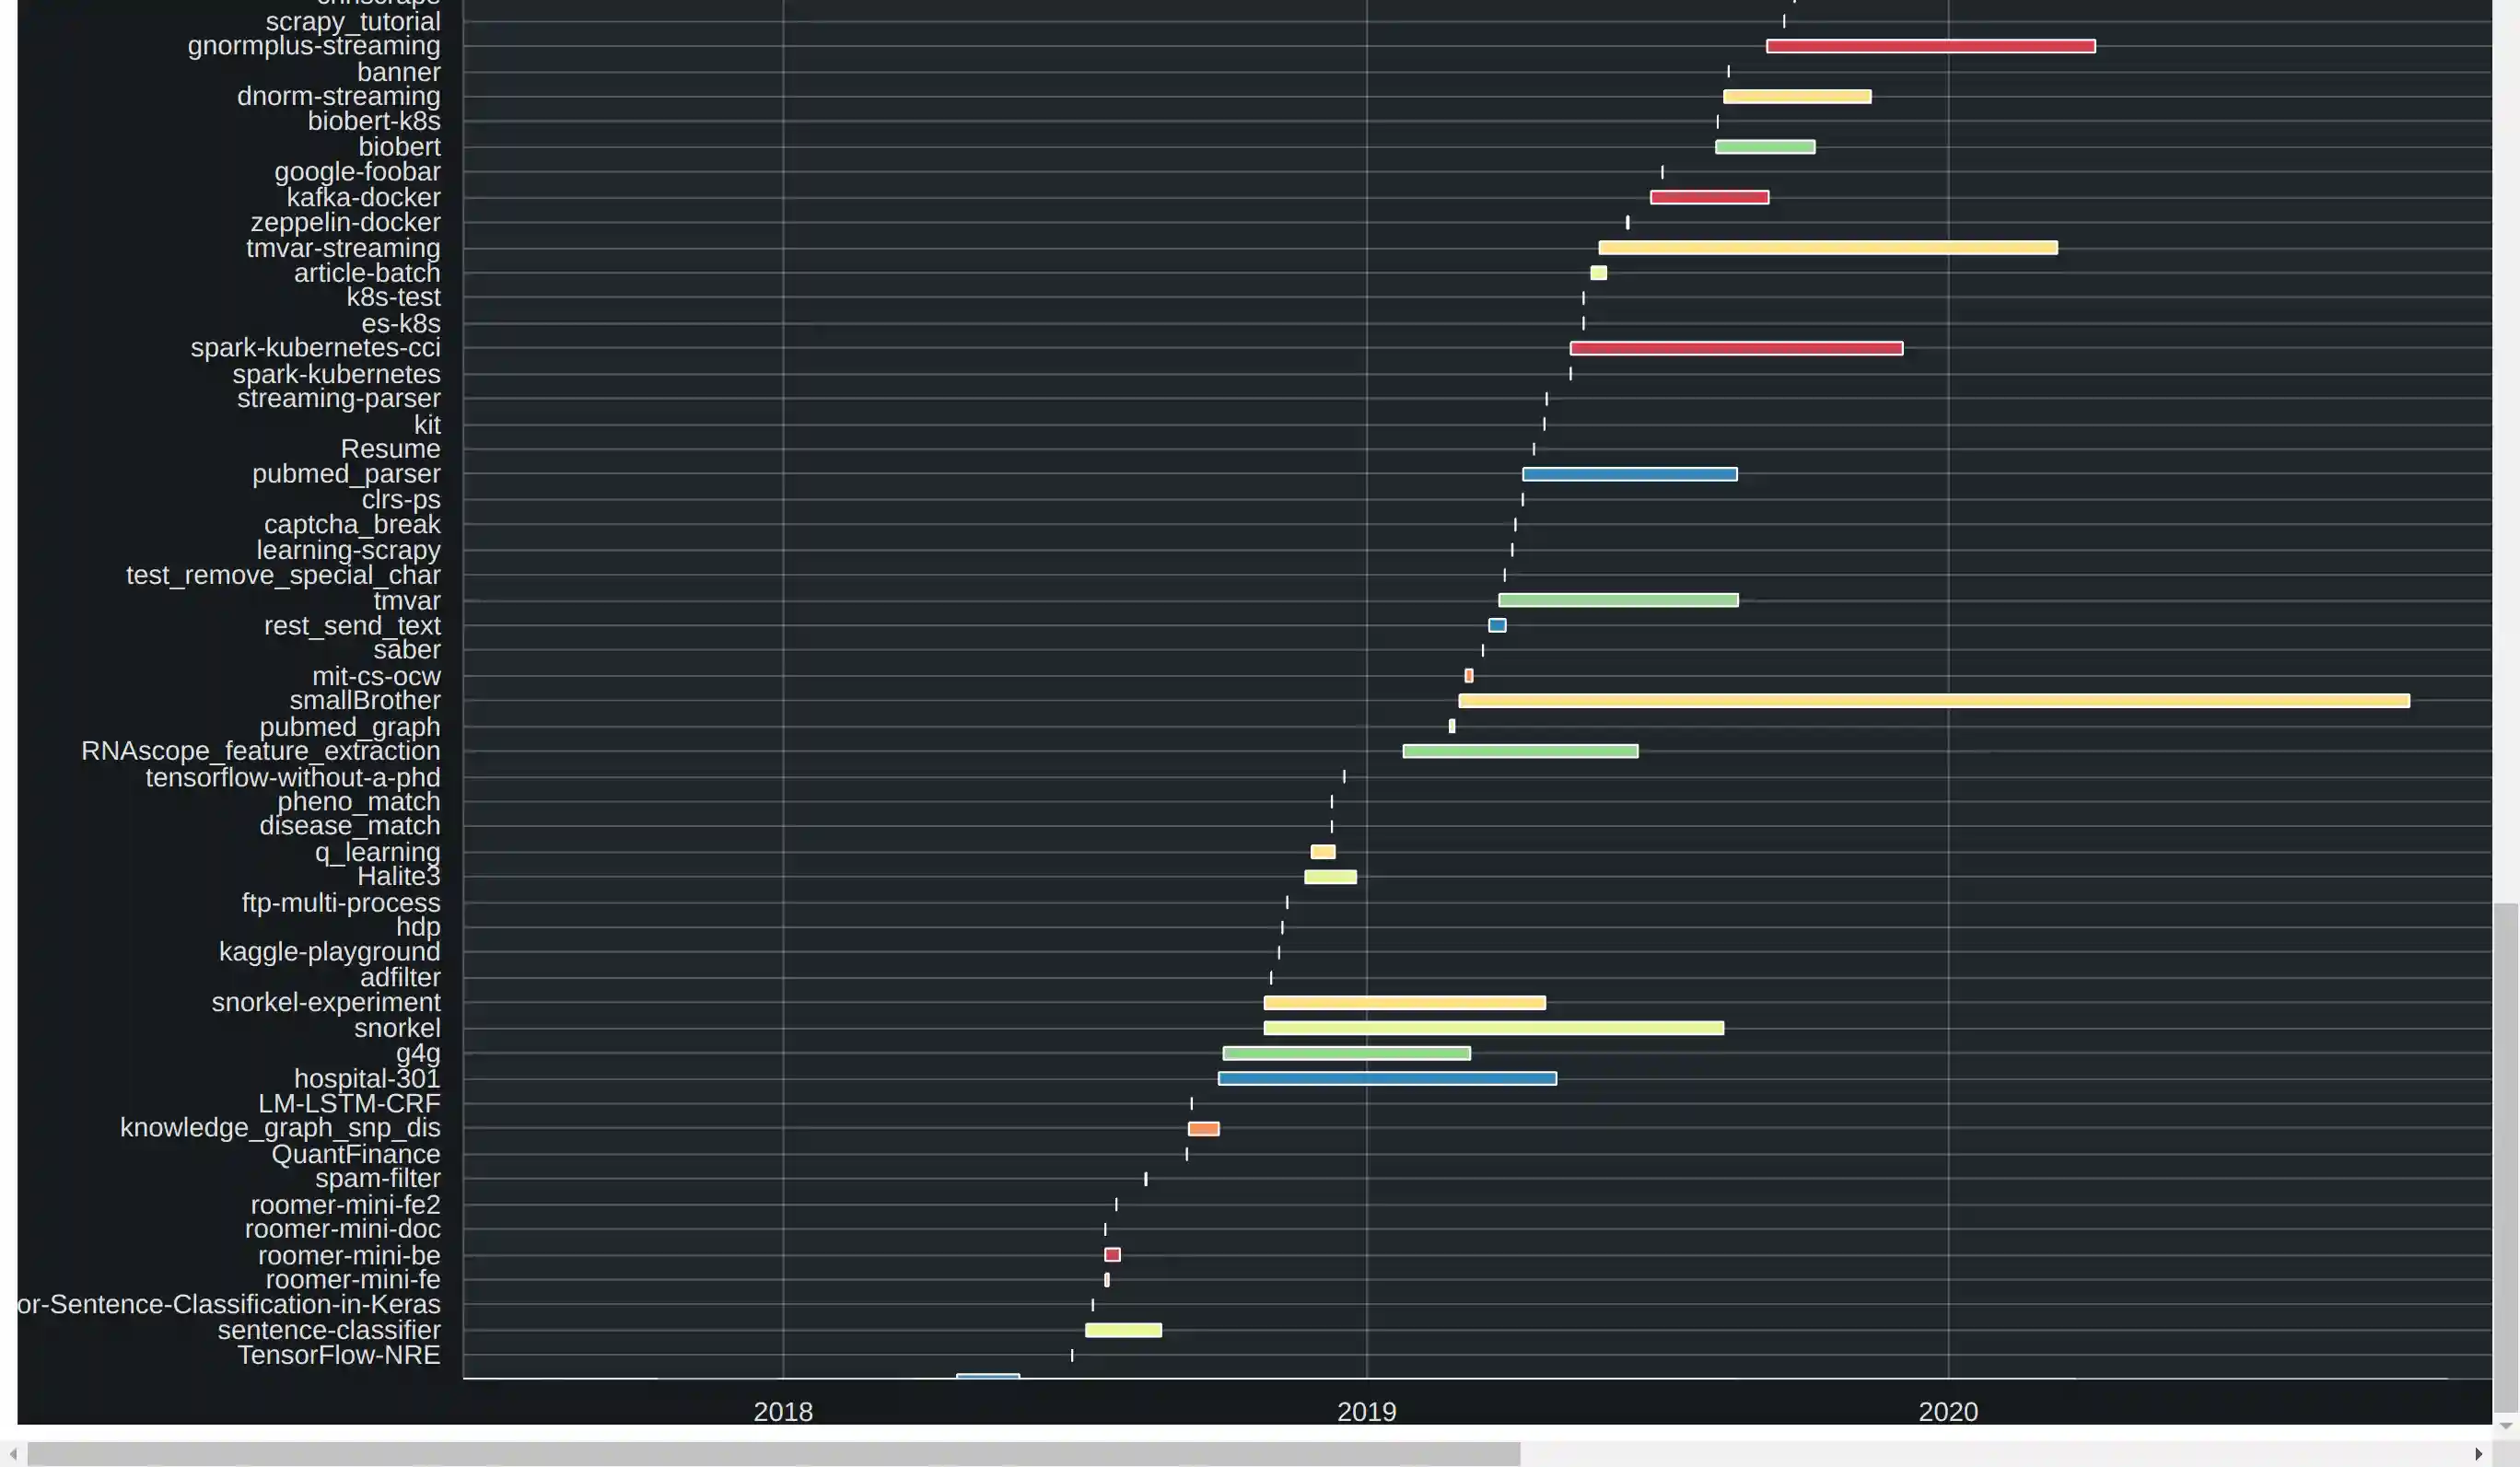 scrapy_tutorial
gnormplus-streaming
banner
dnorm-streaming
biobert-k8s
biobert
google-foobar
kafka-docker
zeppelin-docker
tmvar-streaming
article-batch
k8s-test
es-k8s
spark-kubernetes-cci
spark-kubernetes
streaming-parser
kit
Resume
pubmed_parser
clrs-ps
captcha_break
learning-scrapy
test_remove_special_char
tmvar
rest_send_text
saber
mit-cs-ocw
smallBrother
pubmed_graph
RNAscope_feature_extraction
tensorflow-without-a-phd
pheno_match
disease_match
q_learning
Halite3
ftp-multi-process
hdp
kaggle-playground
adfilter
snorkel-experiment
snorkel
g4g
hospital-301
LM-LSTM-CRF
knowledge_graph_snp_dis
QuantFinance
spam-filter
roomer-mini-fe2
roomer-mini-doc
roomer-mini-be
roomer-mini-fe
or-Sentence-Classification-in-Keras
sentence-classifier
TensorFlow-NRE
2018 2019 2020